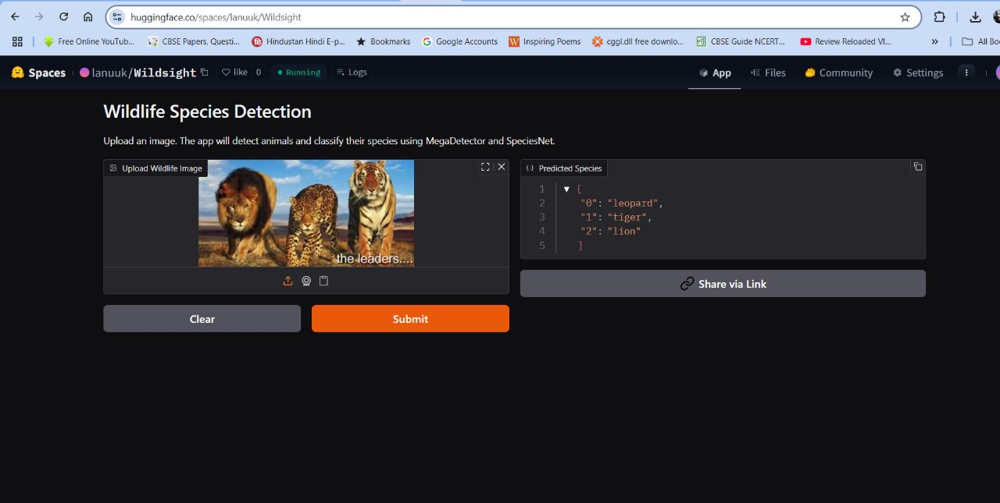 huggingface.co/spaces/lanuuk/Wildsight
Free Online YouTub... CBSE Papers, Questi... Hindustan Hindi E-p... Bookmarks Google Accounts Inspiring Poems cggl.dll free downlo... CBSE Guide NCERT... Review Reloaded VI... » All Bo
Spaces lanuuk/Wildsight like 0 Running Logs App Files Community Settings
Wildlife Species Detection
Upload an image. The app will detect animals and classify their species using MegaDetector and SpeciesNet.
Upload Wildlife Image
the leaders....
Clear Submit
Predicted Species
1 ▼ [
2 "0": "leopard",
3 "1": "tiger",
4 "2": "lion"
5 ]
Share via Link